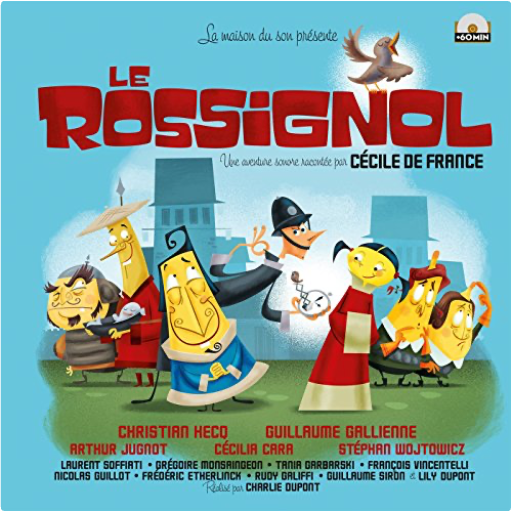 La maison du son présente
+60 MIN
LE
ROSSIGNOL
Une aventure sonore racontée par CÉCILE DE FRANCE
CHRISTIAN HECQ GUILLAUME GALLIENNE
ARTHUR JUGNOT CÉCILIA CARA STÉPHAN WOJTOWICZ
LAURENT SOFFIATI • GRÉGOIRE MONSAINGEON • TANIA GARBARSKI • FRANÇOIS VINCENTELLI
NICOLAS GUILLOT • FRÉDÉRIC ETHERLINCK • RUDY GALIFFI • GUILLAUME SIRON & LILY DUPONT
Réalisé par CHARLIE DUPONT